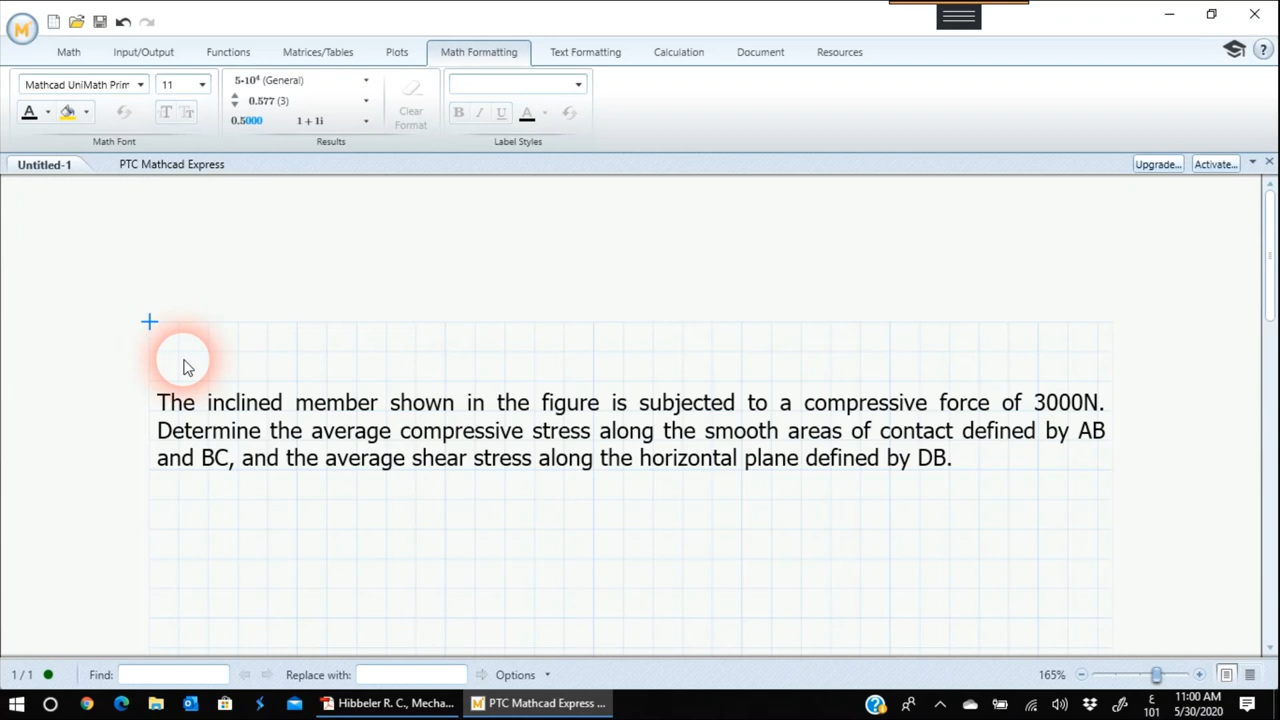 Math Input/Output Functions Matrices/Tables Plots Math Formatting Text Formatting Calculation Document Resources
Mathcad UniMath Prim 11
5•10⁴ (General)
0.577 (3)
0.5000 1 + 1i
Clear
Format
B I U A
Math Font Results Label Styles
Untitled-1 PTC Mathcad Express Upgrade... Activate...
The inclined member shown in the figure is subjected to a compressive force of 3000N.
Determine the average compressive stress along the smooth areas of contact defined by AB
and BC, and the average shear stress along the horizontal plane defined by DB.
1 / 1 Find: Replace with: Options 165%
Hibbeler R. C., Mecha... PTC Mathcad Express ... ع 11:00 AM
101 5/30/2020